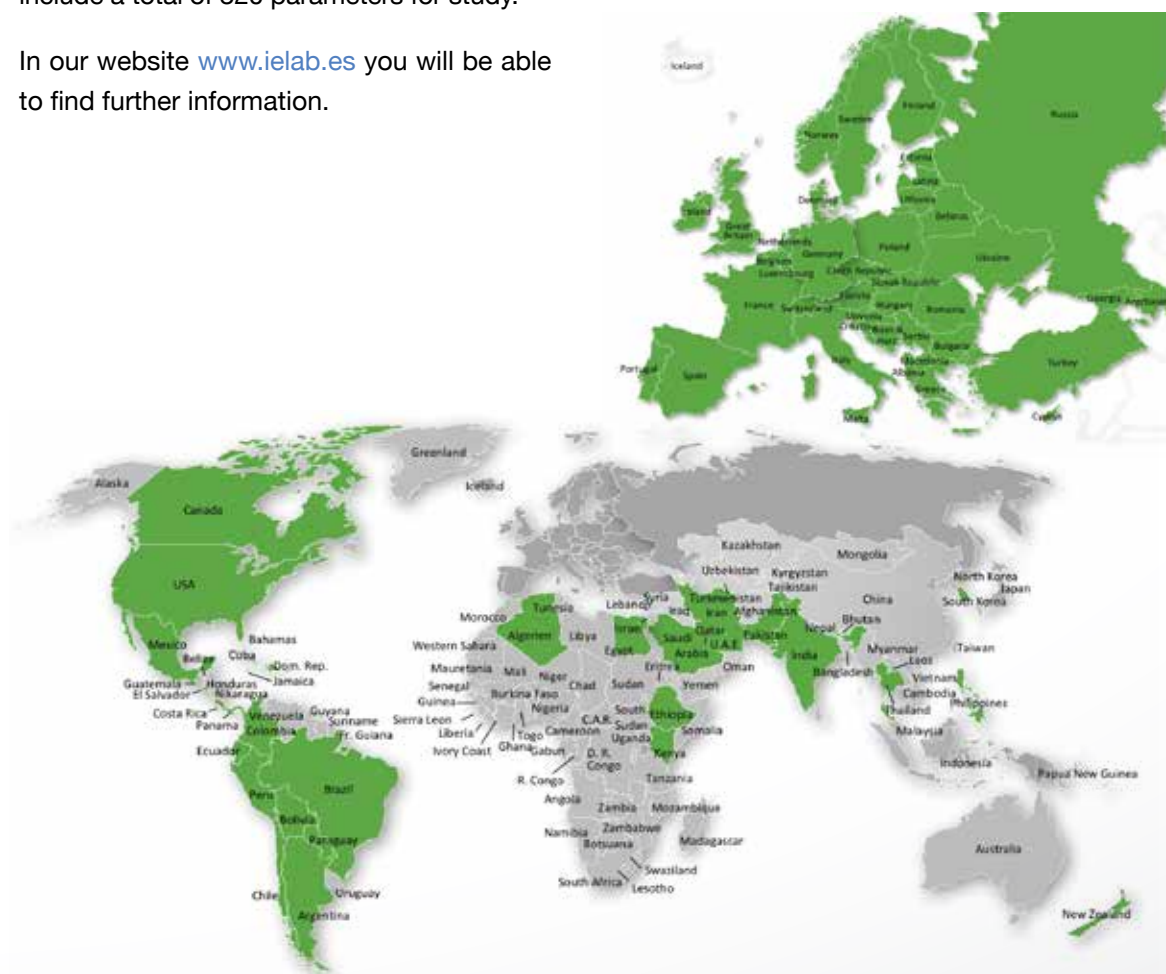 In our website www.ielab.es you will be able
to find further information.
Iceland
Finland
Russia
Sweden
Norway
Estonia
Latvia
Lithuania
Denmark
Belarus
Ireland
Great
Britain
Netherlands
Germany
Poland
Belgium
Luxembourg
Czech Republic
Ukraine
Slovak Republic
France
Switzerland
Hungary
Romania
Slovenia
Georgia
Serbia
Bulgaria
Italy
Macedonia
Albania
Portugal
Spain
Greece
Turkey
Malta
Cyprus
Greenland
Alaska
Iceland
Canada
Kazakhstan
Mongolia
USA
Uzbekistan
Kyrgyzstan
Tajikistan
North Korea
Japan
South Korea
China
Syria
Lebanon
Turkmenistan
Tunisia
Iraq
Iran
Afghanistan
Morocco
Algerien
Libya
Israel
Egypt
Saudi
Arabia
Qatar
U.A.E.
Pakistan
Nepal
Bhutan
India
Bangladesh
Myanmar
Laos
Taiwan
Mexico
Bahamas
Belize
Cuba
Dom. Rep.
Western Sahara
Oman
Guatemala
Honduras
Jamaica
El Salvador
Nikaragua
Mauretania
Mali
Niger
Chad
Sudan
Eritrea
Yemen
Vietnam
Cambodia
Thailand
Philippines
Senegal
Burkina Faso
Guinea
Nigeria
Costa Rica
Panama
Venezuela
Guyana
Surinname
Fr. Guiana
Sierra Leon
Liberia
Togo
Cameroon
C.A.R.
South
Sudan
Ethiopia
Somalia
Malaysia
Colombia
Ecuador
Ivory Coast
Ghana
Gabun
Uganda
Kenya
D. R.
Congo
Indonesia
Papua New Guinea
R. Congo
Tanzania
Peru
Brazil
Angola
Zambia
Mozambique
Bolivia
Namibia
Zimbabwe
Botsuana
Madagascar
Paraguay
Australia
Swaziland
South Africa
Lesotho
Chile
Uruguay
Argentina
New Zealand